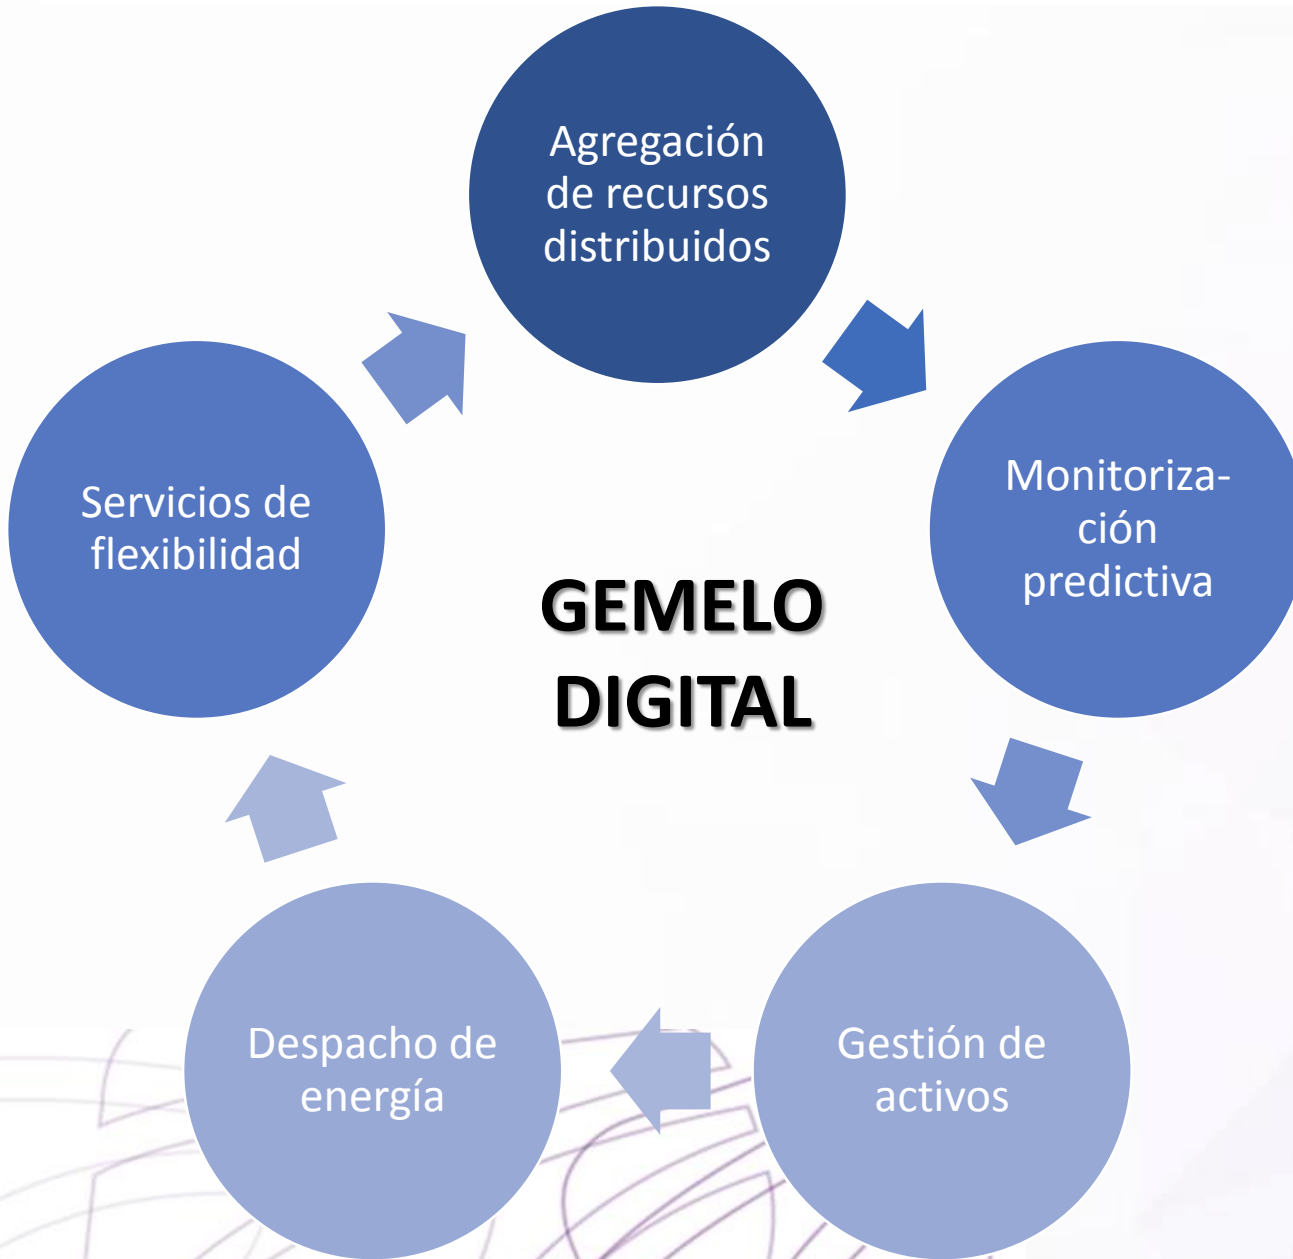 Agregación
de recursos
distribuidos
Monitoriza-
ción
predictiva
Servicios de
flexibilidad
GEMELO
DIGITAL
Gestión de
activos
Despacho de
energía